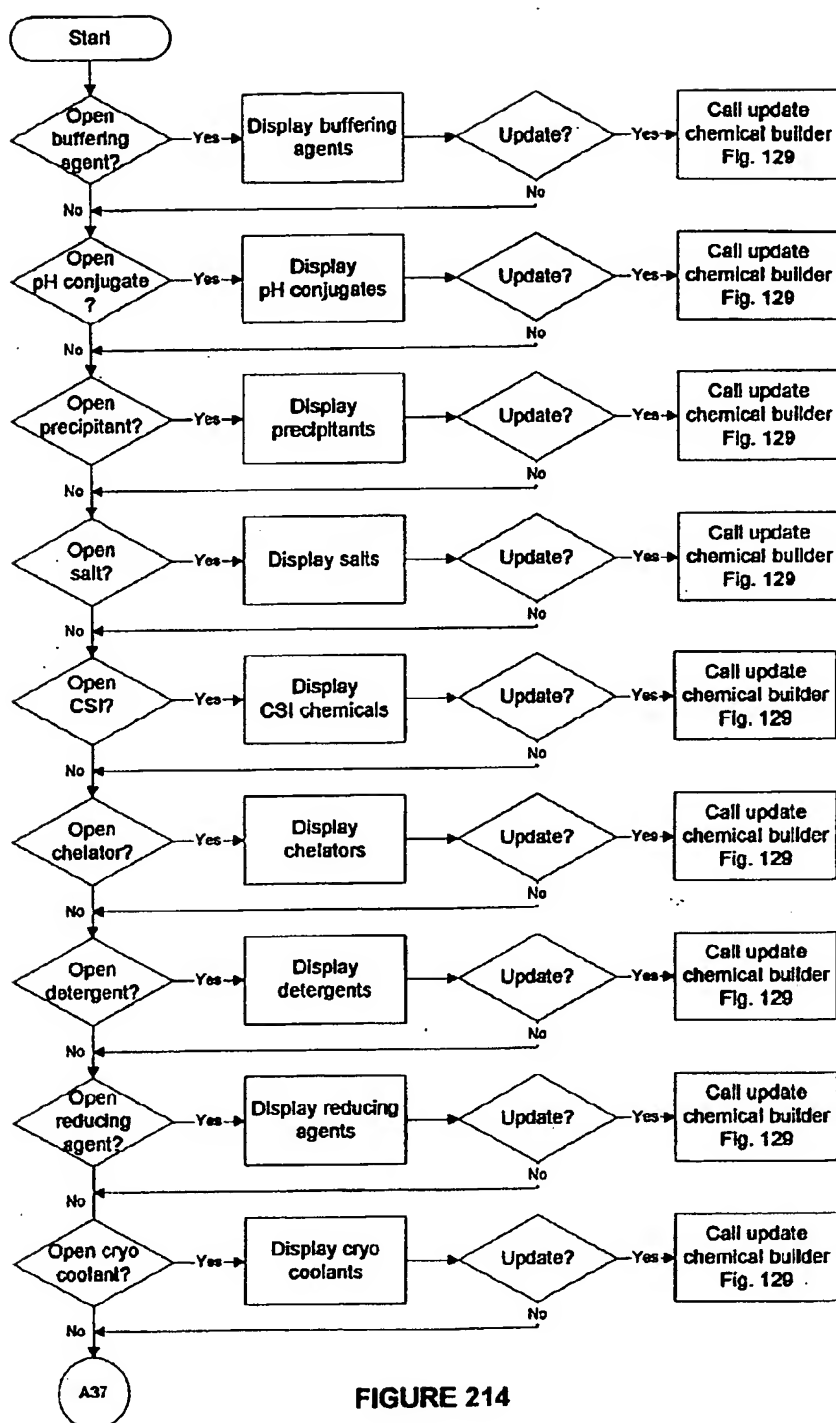 Start
Open
buffering
agent?
Yes
Display buffering
agents
Update?
Yes
Call update
chemical builder
Fig. 129
No
No
Open
pH conjugate
?
Yes
Display
pH conjugates
Update?
Yes
Call update
chemical builder
Fig. 129
No
No
Open
precipitant?
Yes
Display
precipitants
Update?
Yes
Call update
chemical builder
Fig. 129
No
No
Open
salt?
Yes
Display salts
Update?
Yes
Call update
chemical builder
Fig. 129
No
No
Open
CSI?
Yes
Display
CSI chemicals
Update?
Yes
Call update
chemical builder
Fig. 129
No
No
Open
chelator?
Yes
Display
chelators
Update?
Yes
Call update
chemical builder
Fig. 129
No
No
Open
detergent?
Yes
Display
detergents
Update?
Yes
Call update
chemical builder
Fig. 129
No
No
Open
reducing
agent?
Yes
Display reducing
agents
Update?
Yes
Call update
chemical builder
Fig. 129
No
No
Open cryo
coolant?
Yes
Display cryo
coolants
Update?
Yes
Call update
chemical builder
Fig. 129
No
No
A37
FIGURE 214